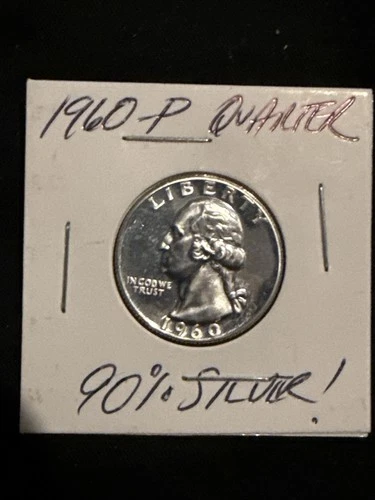 1960-P QUARTER
LIBERTY
IN GOD WE
TRUST
1960
90% SILVER!